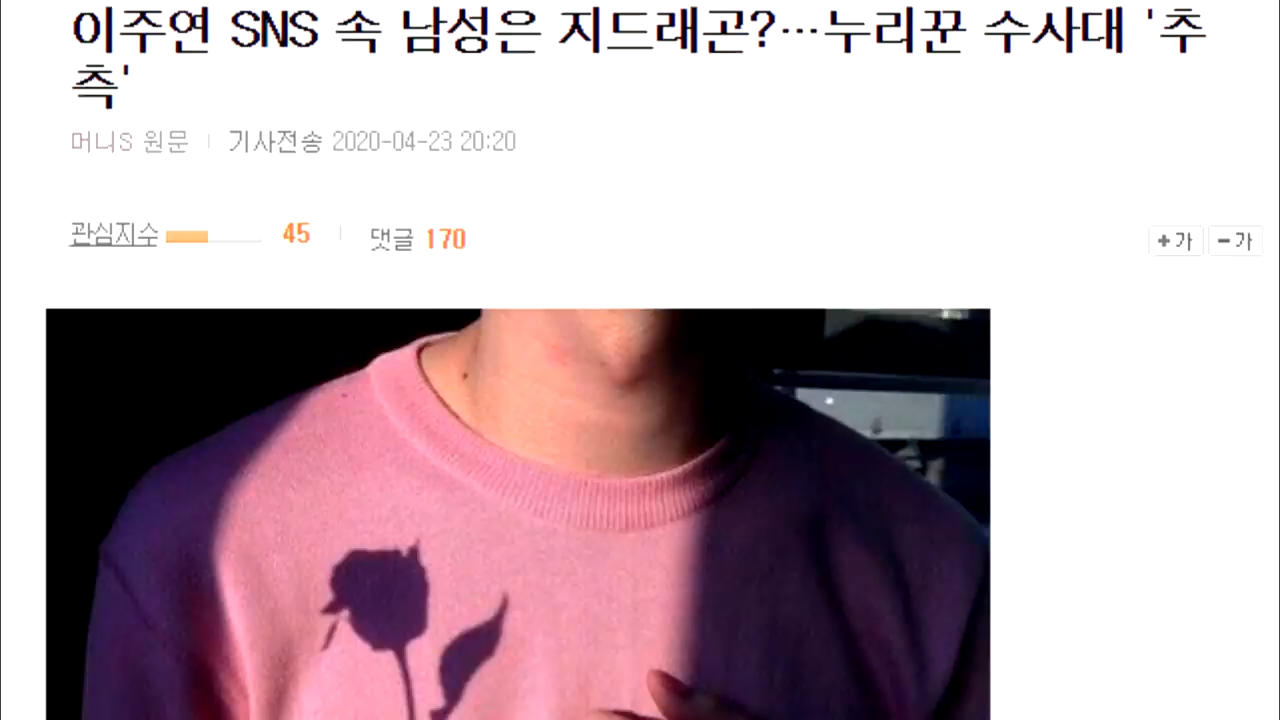 이주연 SNS 속 남성은 지드래곤?…누리꾼 수사대 '추
측'
머니S 원문 | 기사전송 2020-04-23 20:20
관심지수 45 | 댓글 170
+가 -가